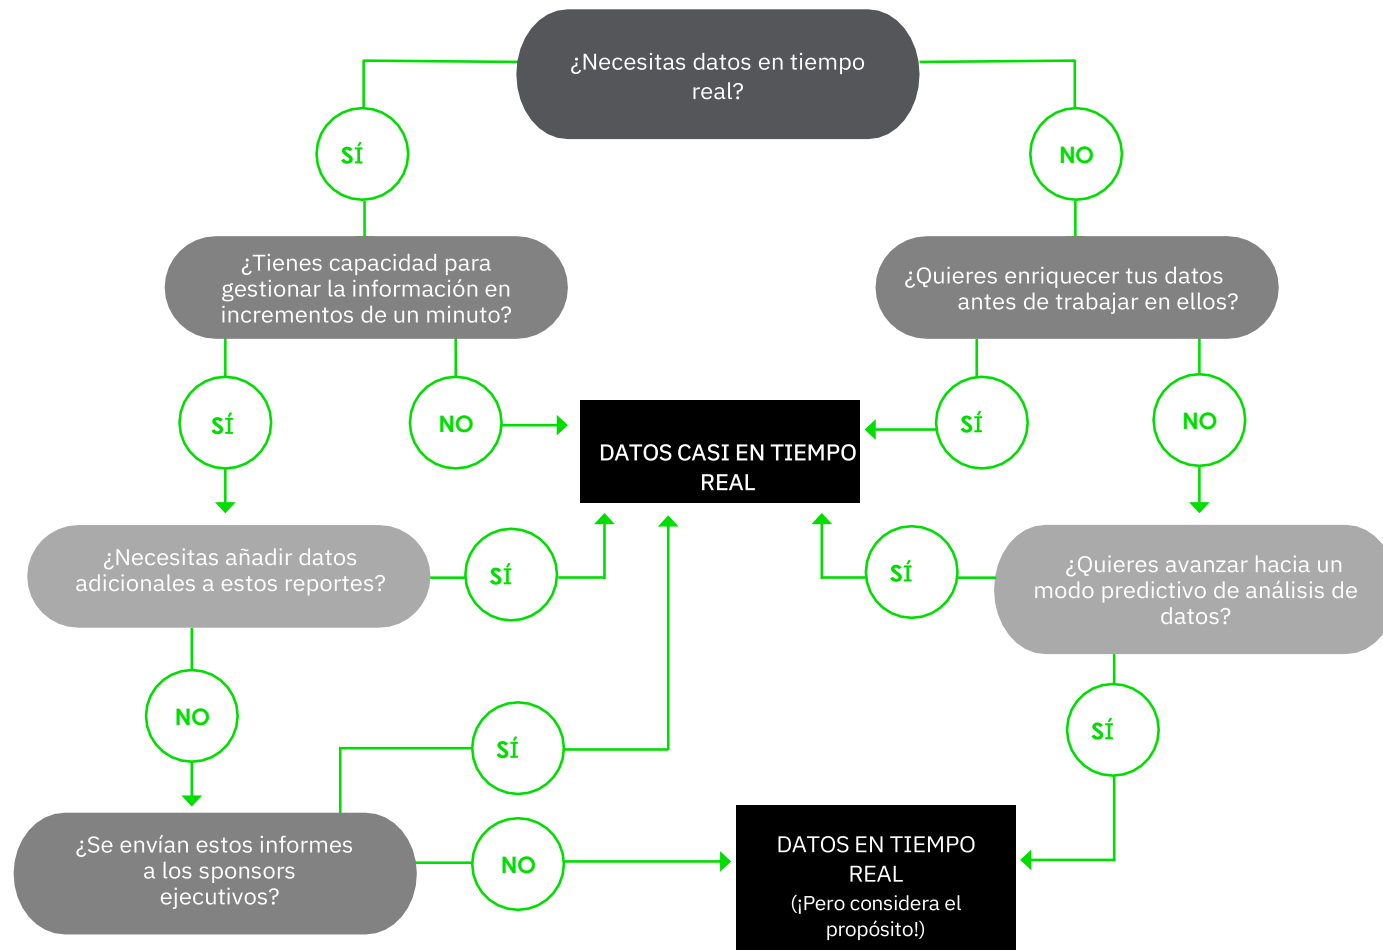 ¿Necesitas datos en tiempo
real?
SÍ
NO
¿Tienes capacidad para
gestionar la información en
incrementos de un minuto?
¿Quieres enriquecer tus datos
antes de trabajar en ellos?
SÍ
NO
SÍ
NO
DATOS CASI EN TIEMPO
REAL
¿Necesitas añadir datos
adicionales a estos reportes?
SÍ
SÍ
¿Quieres avanzar hacia un
modo predictivo de análisis de
datos?
NO
SÍ
SÍ
¿Se envían estos informes
a los sponsors
ejecutivos?
NO
DATOS EN TIEMPO
REAL
(¡Pero considera el
propósito!)